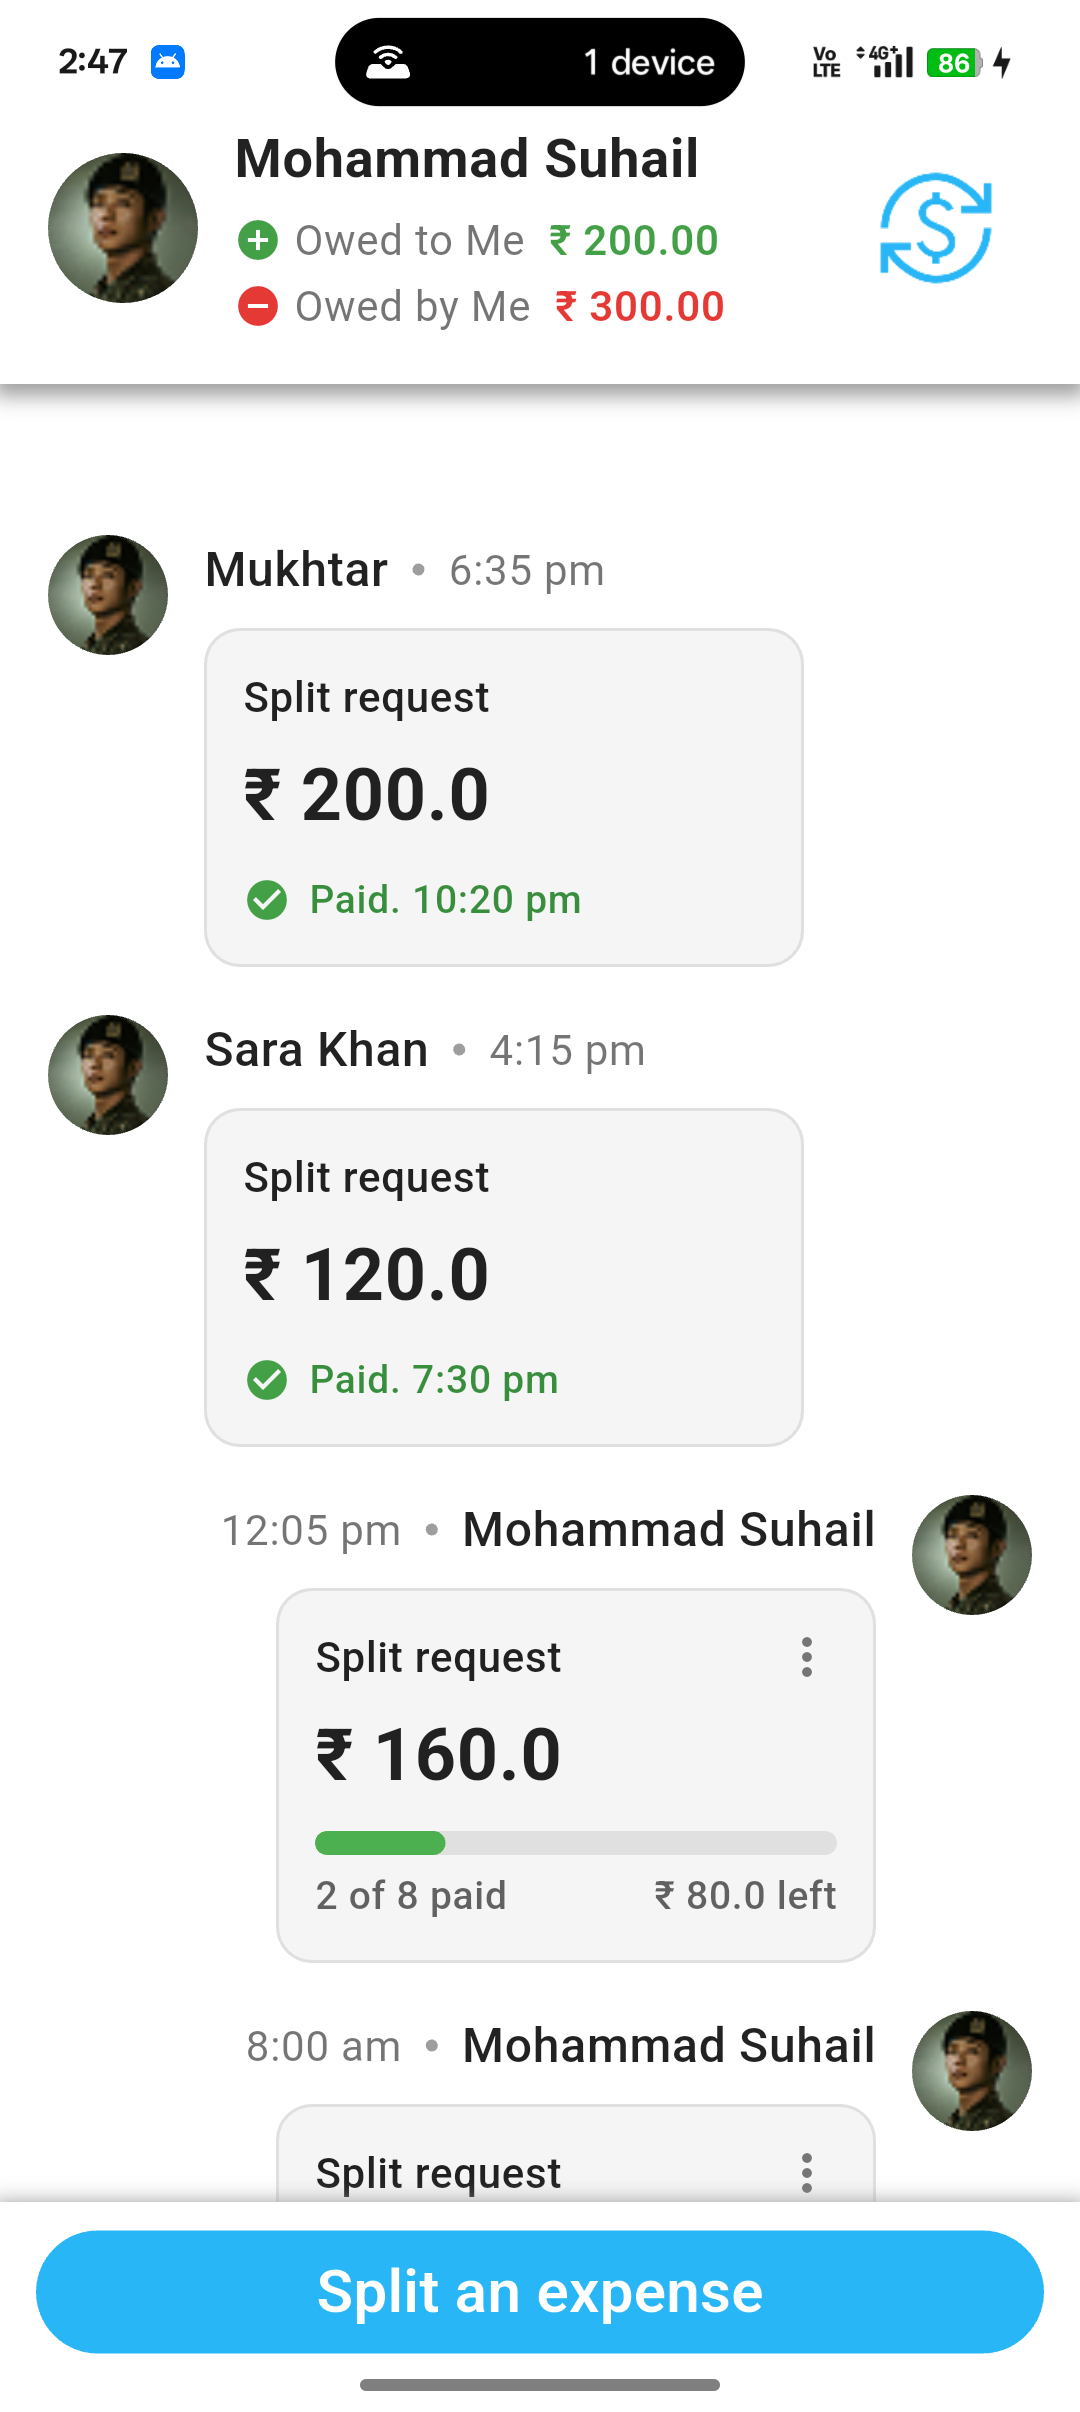 2:47
1 device
Vo LTE
4G+
86
Mohammad Suhail
Owed to Me ₹ 200.00
Owed by Me ₹ 300.00
Mukhtar • 6:35 pm
Split request
₹ 200.0
Paid. 10:20 pm
Sara Khan • 4:15 pm
Split request
₹ 120.0
Paid. 7:30 pm
12:05 pm • Mohammad Suhail
Split request
₹ 160.0
2 of 8 paid ₹ 80.0 left
8:00 am • Mohammad Suhail
Split request
Split an expense